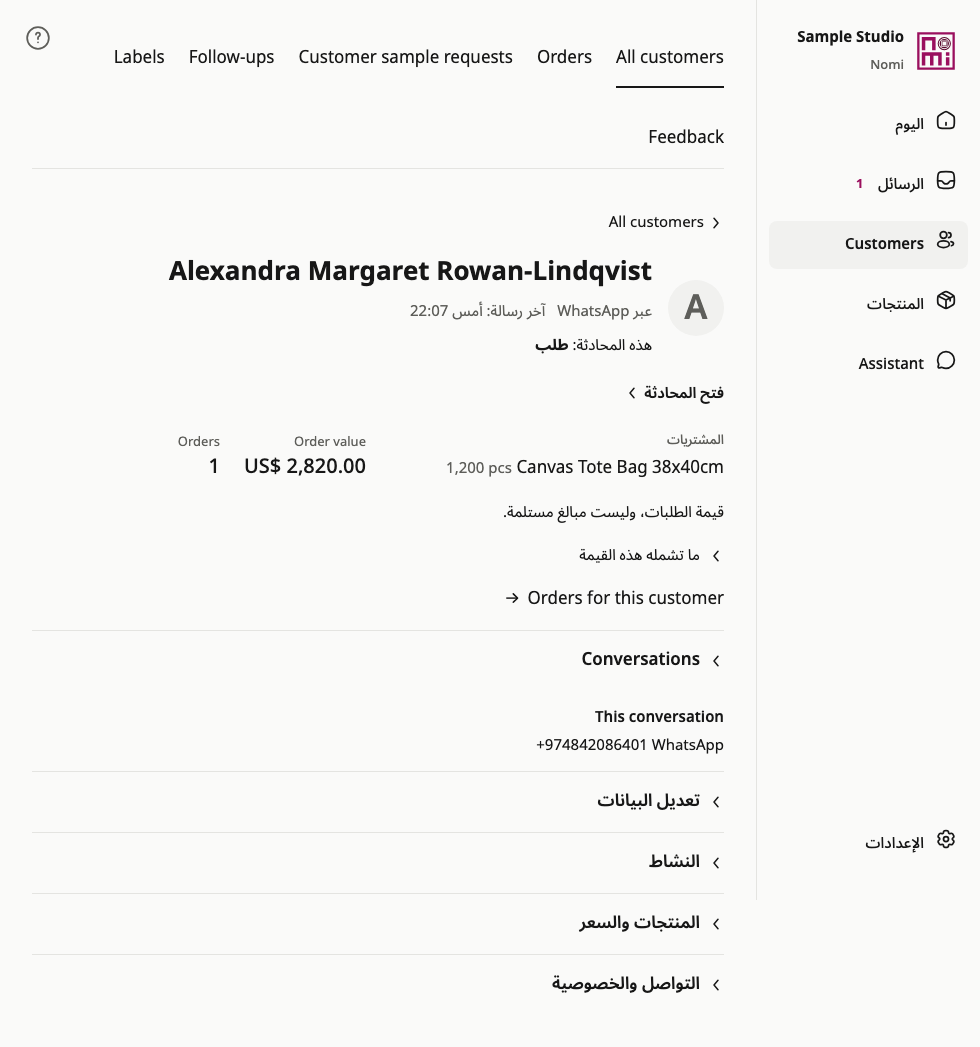 Sample Studio
Nomi
اليوم
الرسائل 1
Customers
المنتجات
Assistant
الإعدادات
All customers
Orders
Customer sample requests
Follow-ups
Labels
?
Feedback
All customers
Alexandra Margaret Rowan-Lindqvist
A
عبر WhatsApp آخر رسالة: أمس 22:07
هذه المحادثة: طلب
فتح المحادثة
المشتريات
Canvas Tote Bag 38x40cm 1,200 pcs
Order value
US$ 2,820.00
Orders
1
قيمة الطلبات، وليست مبالغ مستلمة.
ما تشمله هذه القيمة
Orders for this customer →
Conversations
This conversation
+974842086401 WhatsApp
تعديل البيانات
النشاط
المنتجات والسعر
التواصل والخصوصية